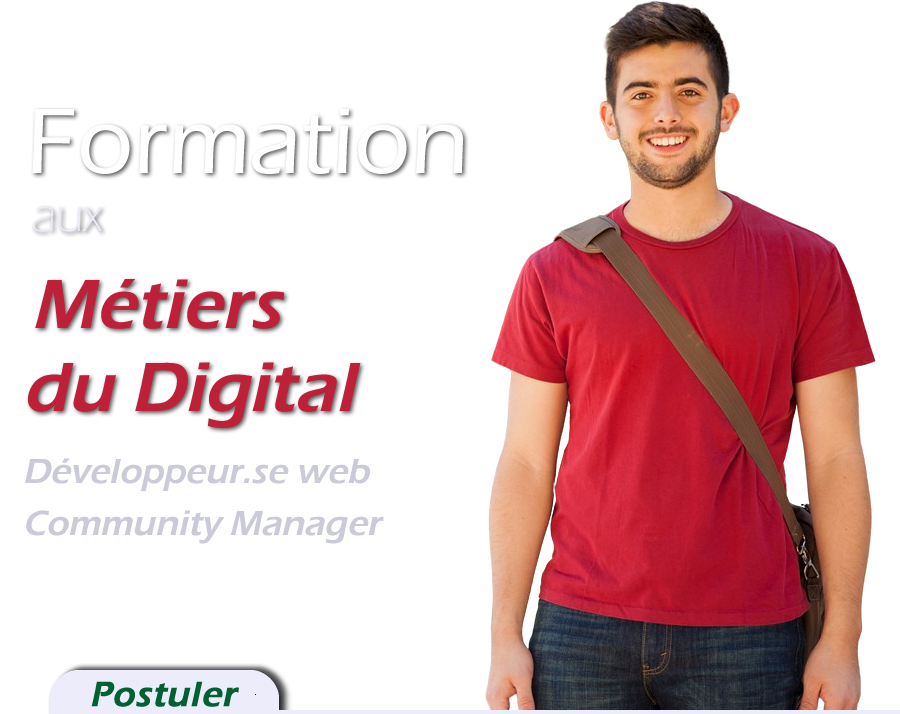 Formation
aux
Métiers
du Digital
Développeur.se web
Community Manager
Postuler